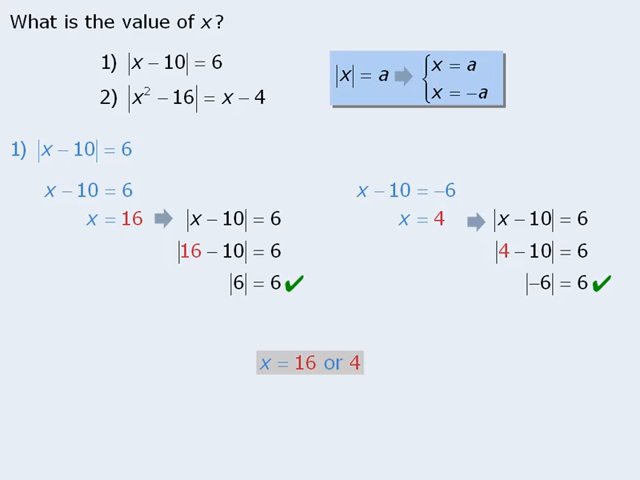 What is the value of x?
1) |x − 10| = 6
2) |x² − 16| = x − 4
|x| = a ⇨ { x = a
x = −a
1) |x − 10| = 6
x − 10 = 6
x = 16 ⇨ |x − 10| = 6
|16 − 10| = 6
|6| = 6 ✓
x − 10 = −6
x = 4 ⇨ |x − 10| = 6
|4 − 10| = 6
|−6| = 6 ✓
x = 16 or 4